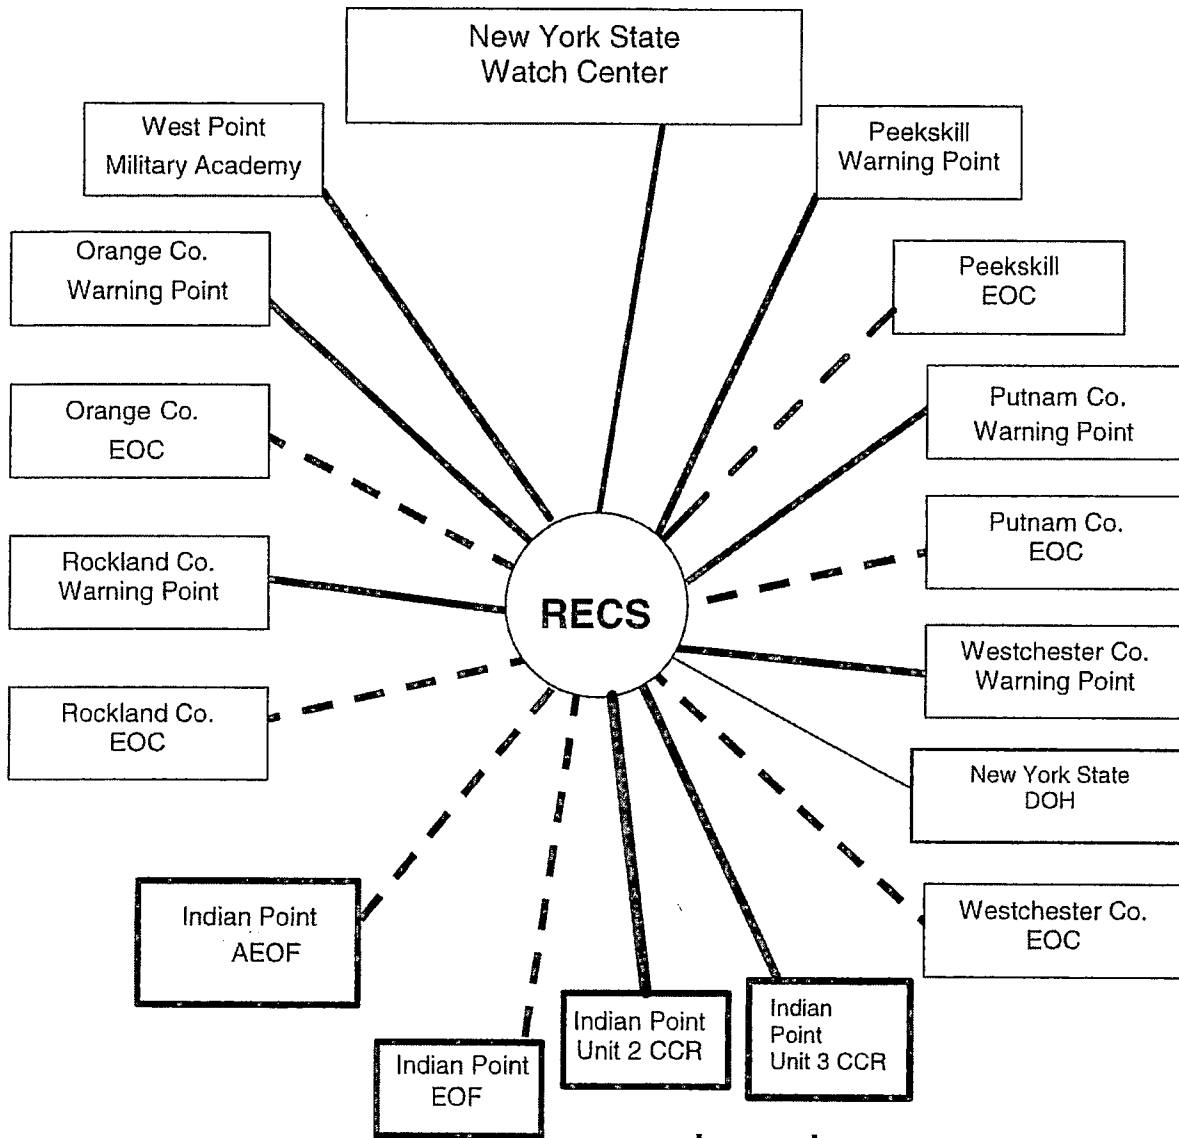 New York State
Watch Center
West Point
Military Academy
Peekskill
Warning Point
Orange Co.
Warning Point
Peekskill
EOC
Orange Co.
EOC
Putnam Co.
Warning Point
Rockland Co.
Warning Point
RECS
Putnam Co.
EOC
Westchester Co.
Warning Point
Rockland Co.
EOC
New York State
DOH
Indian Point
AEOF
Westchester Co.
EOC
Indian Point
EOF
Indian Point
Unit 2 CCR
Indian
Point
Unit 3 CCR